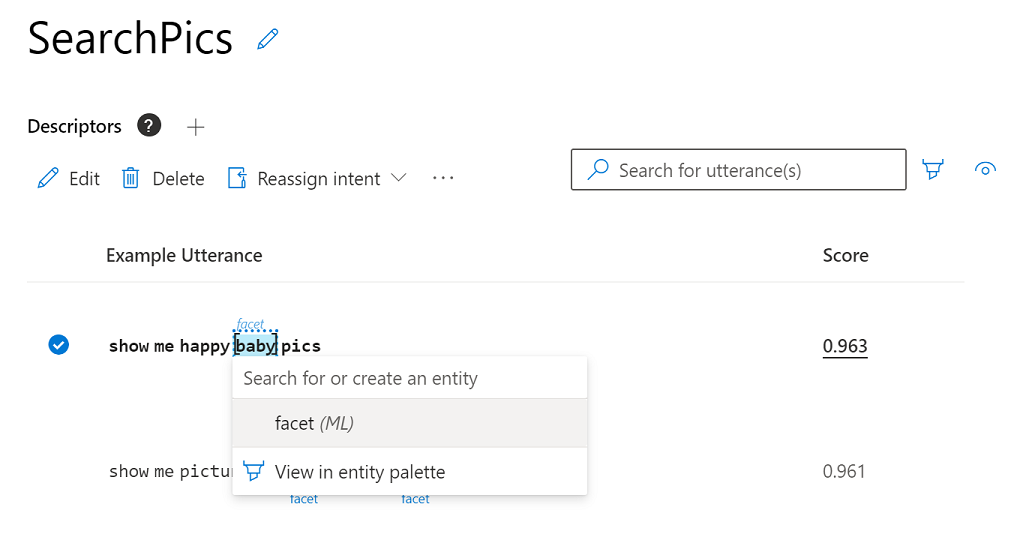 SearchPics
Descriptors ? +
Edit Delete Reassign intent ... Search for utterance(s)
Example Utterance Score
facet
show me happy [baby] pics 0.963
Search for or create an entity
facet (ML)
show me pictu 0.961
View in entity palette
facet facet